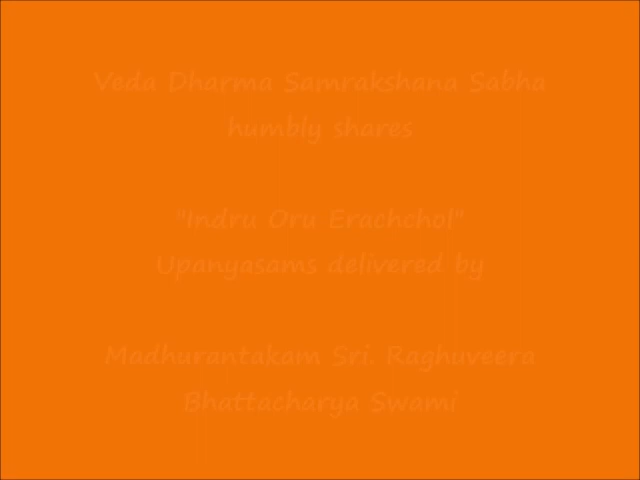 Veda Dharma Samrakshana Sabha
humbly shares
"Indru Oru Erachchol"
Upanyasams delivered by
Madhurantakam Sri. Raghuveera
Bhattacharya Swami